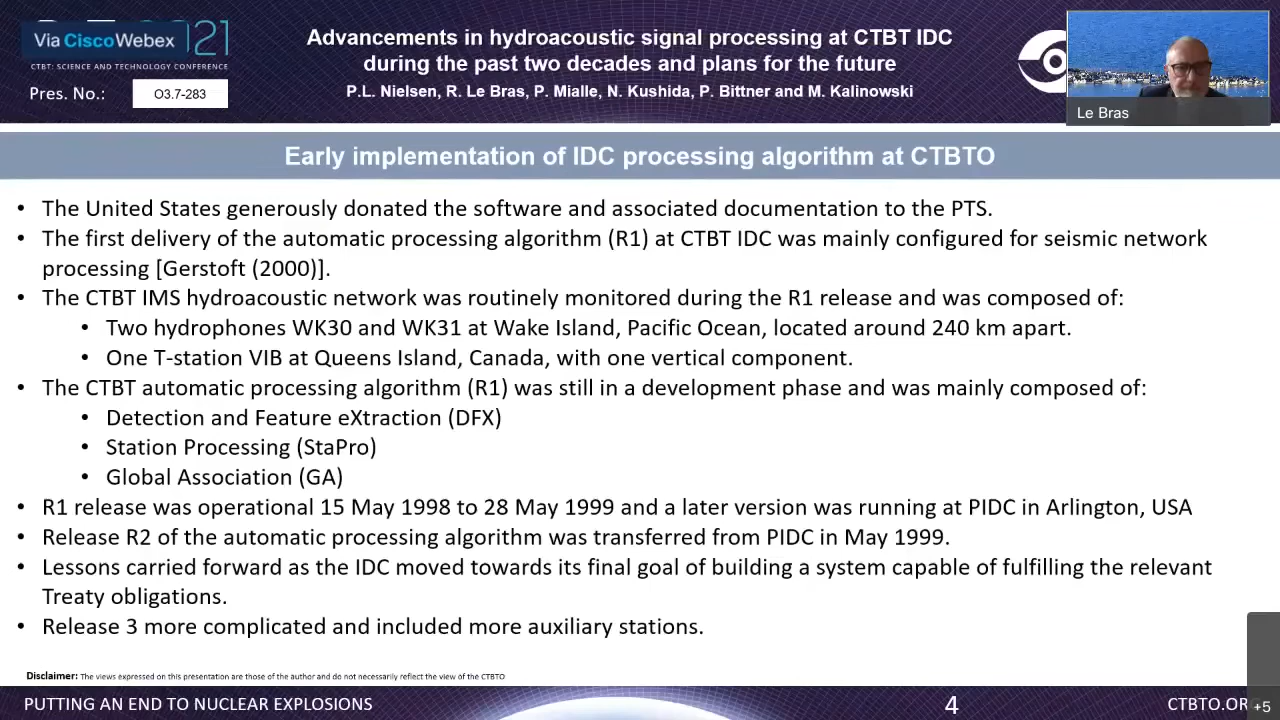 Via Cisco Webex
21
CTBT: SCIENCE AND TECHNOLOGY CONFERENCE
Pres. No.: O3.7-283
Advancements in hydroacoustic signal processing at CTBT IDC
during the past two decades and plans for the future
P.L. Nielsen, R. Le Bras, P. Mialle, N. Kushida, P. Bittner and M. Kalinowski
Le Bras
Early implementation of IDC processing algorithm at CTBTO
• The United States generously donated the software and associated documentation to the PTS.
• The first delivery of the automatic processing algorithm (R1) at CTBT IDC was mainly configured for seismic network
processing [Gerstoft (2000)].
• The CTBT IMS hydroacoustic network was routinely monitored during the R1 release and was composed of:
• Two hydrophones WK30 and WK31 at Wake Island, Pacific Ocean, located around 240 km apart.
• One T-station VIB at Queens Island, Canada, with one vertical component.
• The CTBT automatic processing algorithm (R1) was still in a development phase and was mainly composed of:
• Detection and Feature eXtraction (DFX)
• Station Processing (StaPro)
• Global Association (GA)
• R1 release was operational 15 May 1998 to 28 May 1999 and a later version was running at PIDC in Arlington, USA
• Release R2 of the automatic processing algorithm was transferred from PIDC in May 1999.
• Lessons carried forward as the IDC moved towards its final goal of building a system capable of fulfilling the relevant
Treaty obligations.
• Release 3 more complicated and included more auxiliary stations.
Disclaimer: The views expressed on this presentation are those of the author and do not necessarily reflect the view of the CTBTO
PUTTING AN END TO NUCLEAR EXPLOSIONS
4
CTBTO.OR
+5